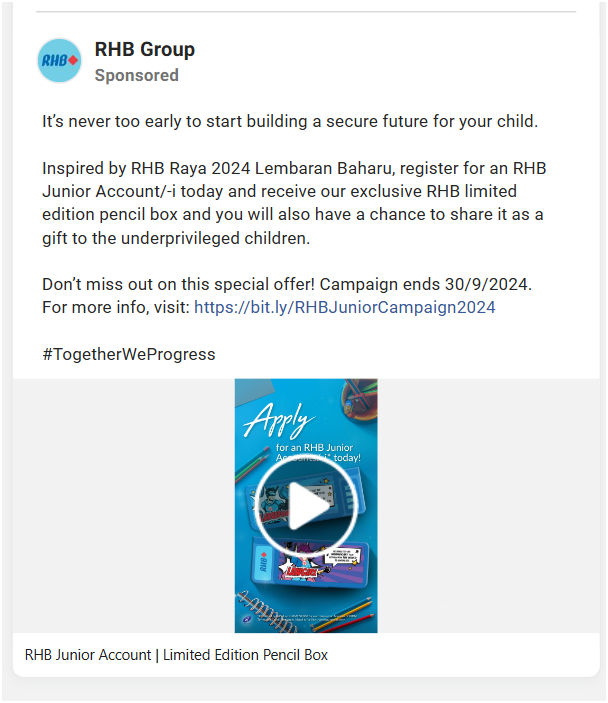 RHB
RHB Group
Sponsored
It's never too early to start building a secure future for your child.
Inspired by RHB Raya 2024 Lembaran Baharu, register for an RHB
Junior Account/-i today and receive our exclusive RHB limited
edition pencil box and you will also have a chance to share it as a
gift to the underprivileged children.
Don't miss out on this special offer! Campaign ends 30/9/2024.
For more info, visit: https://bit.ly/RHBJuniorCampaign2024
#TogetherWeProgress
Apply
for an RHB Junior
today!
RHB
RHB Junior Account | Limited Edition Pencil Box